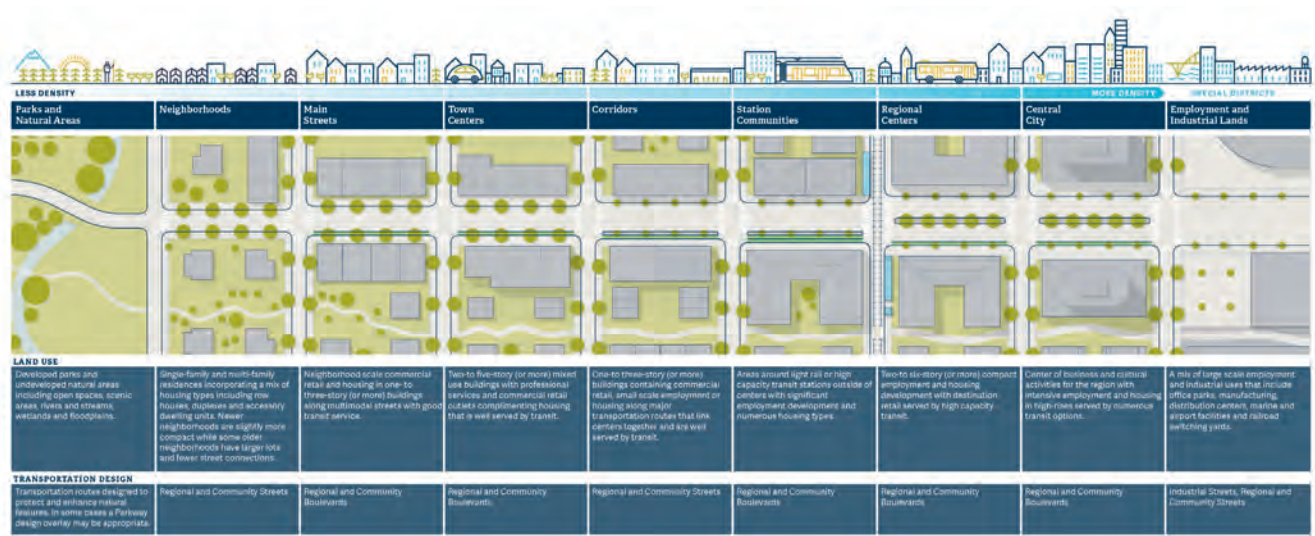 LESS DENSITY
MORE DENSITY
SPECIAL DISTRICTS
Parks and
Natural Areas
Neighborhoods
Main
Streets
Town
Centers
Corridors
Station
Communities
Regional
Centers
Central
City
Employment and
Industrial Lands
LAND USE
Developed parks and
undeveloped natural areas
including open spaces, scenic
areas, rivers and streams,
wetlands and floodplains.
Single-family and multi-family
residences incorporating a mix of
housing types including row
houses, duplexes and accessory
dwelling units. Newer
neighborhoods are slightly more
compact while some older
neighborhoods have larger lots
and fewer street connections.
Neighborhood scale commercial
retail and housing in one- to
three-story (or more) buildings
along multimodal streets with good
transit service.
Two-to five-story (or more) mixed
use buildings with professional
services and commercial retail
outlets complimenting housing
that is well served by transit.
One-to three-story (or more)
buildings containing commercial
retail, small scale employment or
housing along major
transportation routes that link
centers together and are well
served by transit.
Areas around light rail or high
capacity transit stations outside of
centers with significant
employment development and
numerous housing types.
Two-to six-story (or more) compact
employment and housing
development with destination
retail served by high capacity
transit.
Center of business and cultural
activities for the region with
intensive employment and housing
in high-rises served by numerous
transit options.
A mix of large scale employment
and industrial uses that include
office parks, manufacturing,
distribution centers, marine and
airport facilities and railroad
switching yards.
TRANSPORTATION DESIGN
Transportation routes designed to
protect and enhance natural
features. In some cases a Parkway
design overlay may be appropriate.
Regional and Community Streets
Regional and Community
Boulevards
Regional and Community
Boulevards
Regional and Community Streets
Regional and Community
Boulevards
Regional and Community
Boulevards
Regional and Community
Boulevards
Industrial Streets, Regional and
Community Streets